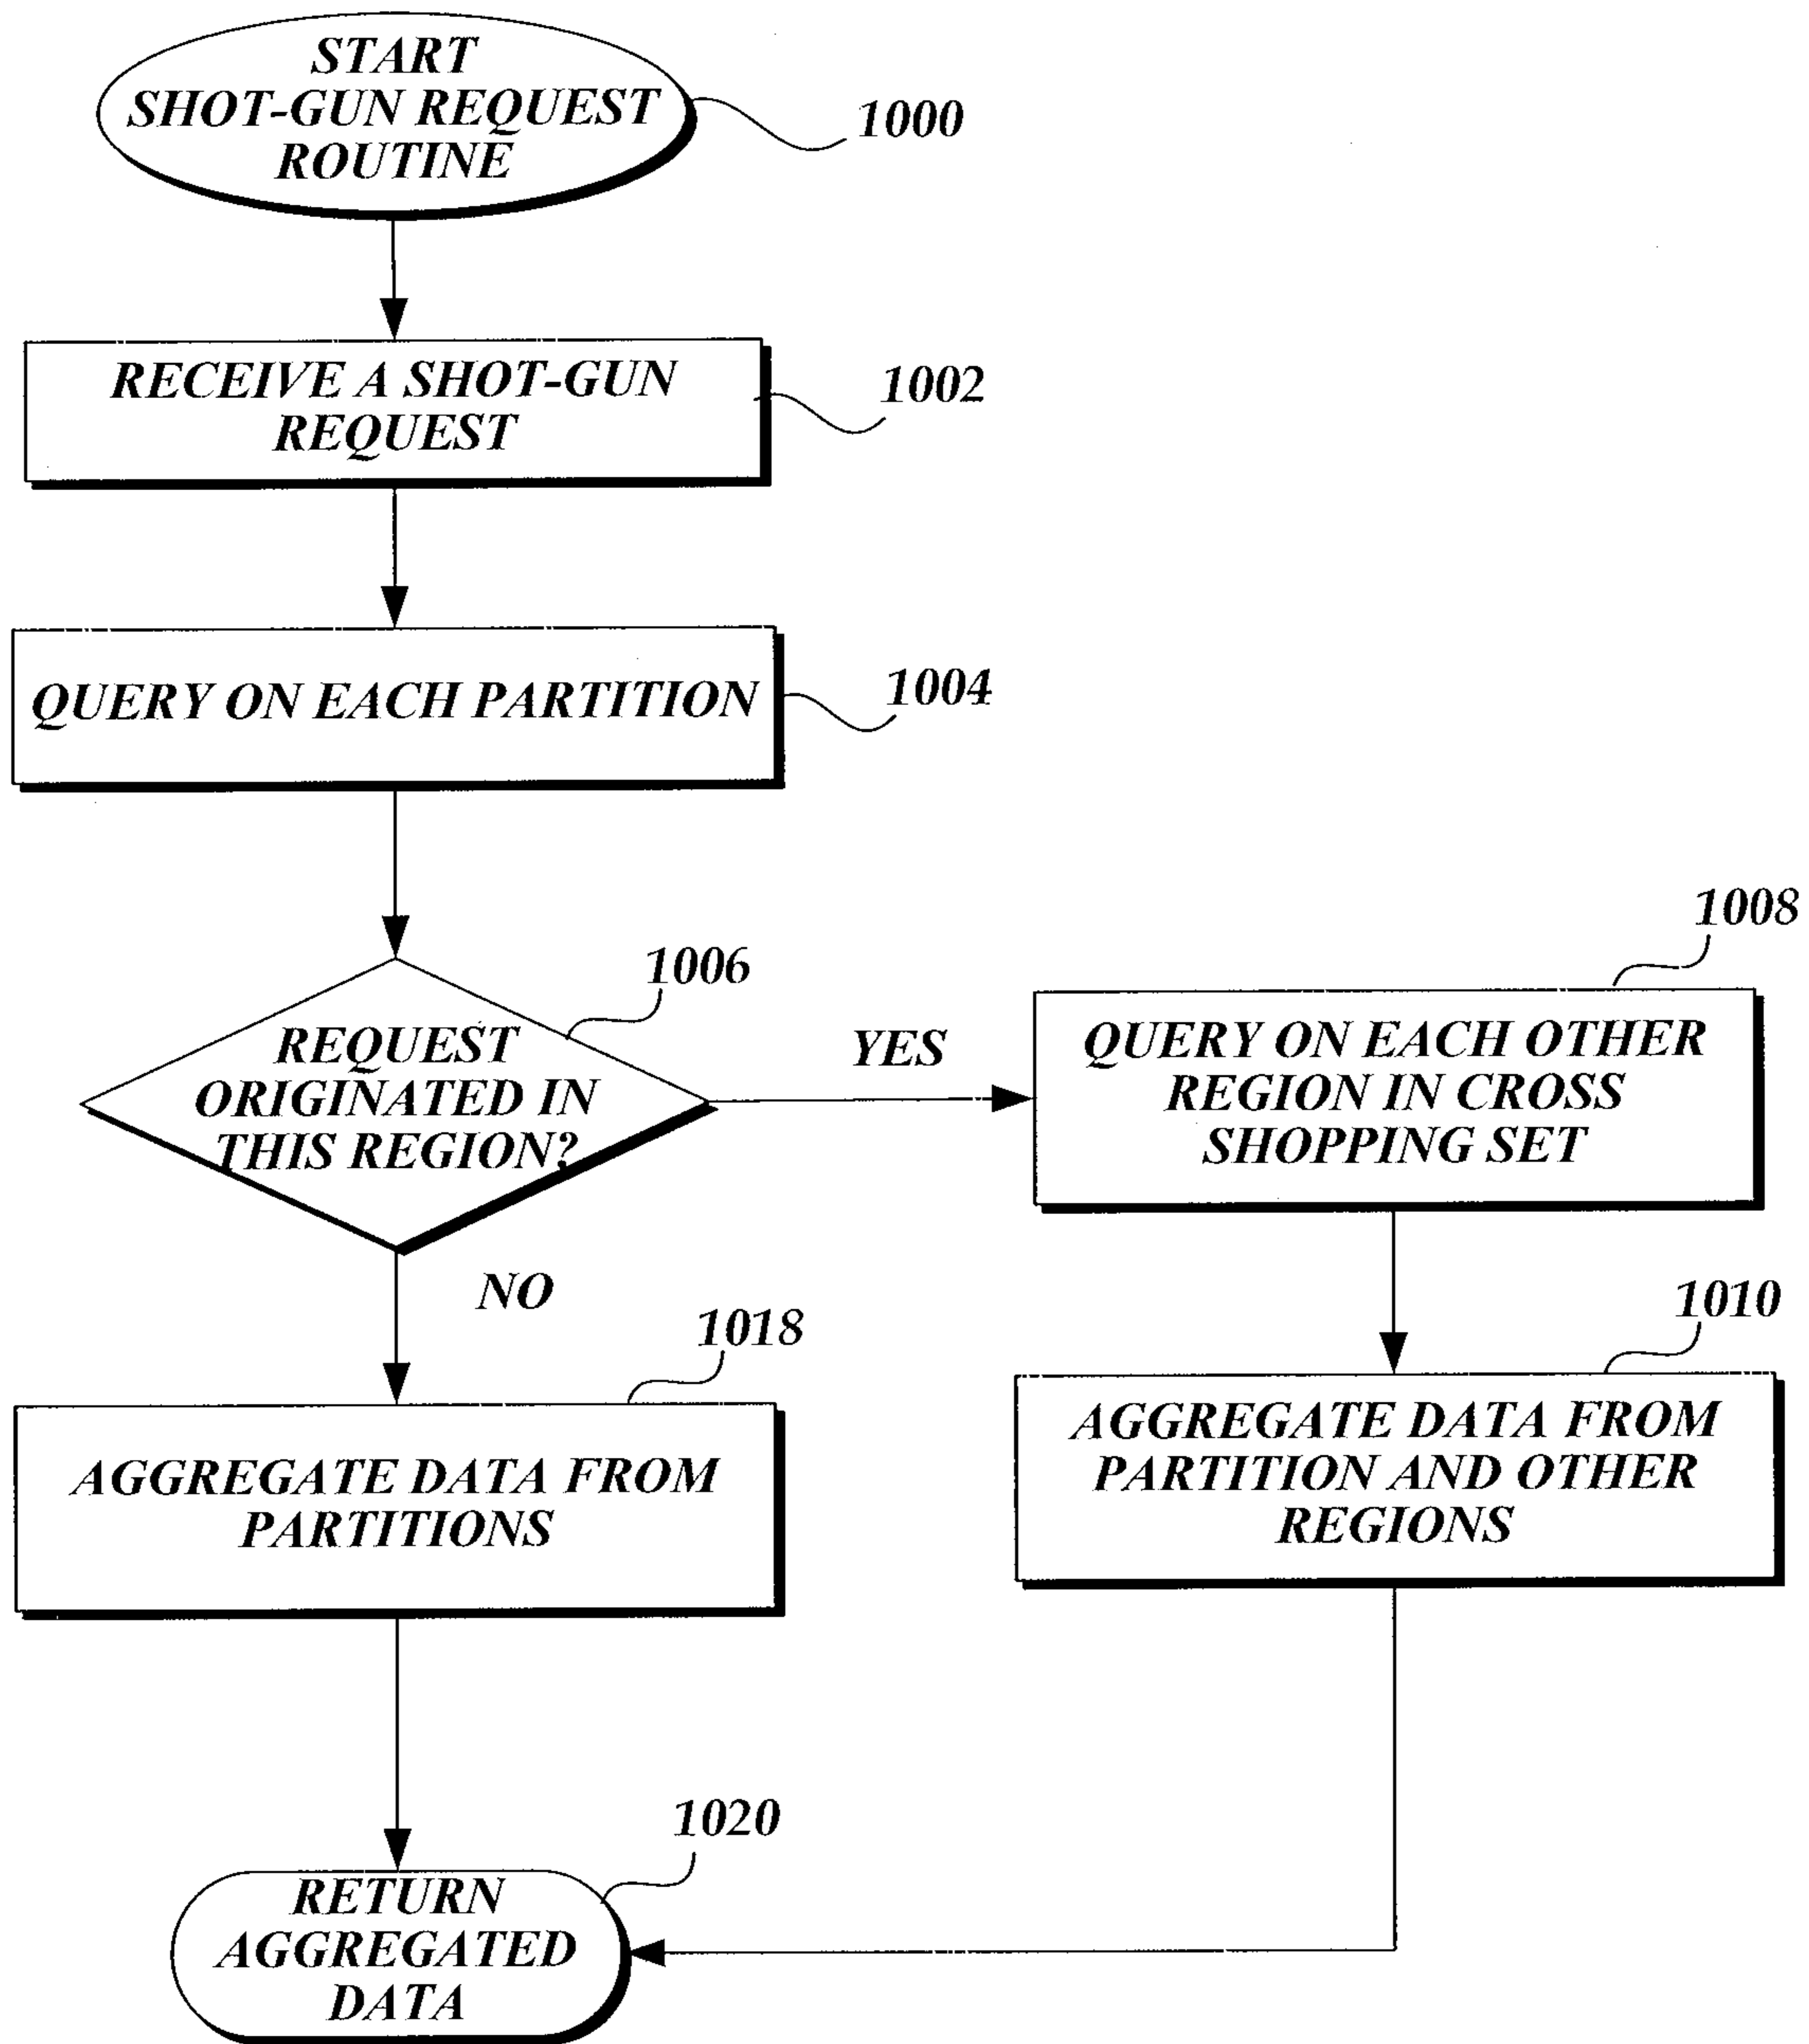 START
SHOT-GUN REQUEST
ROUTINE
1000
RECEIVE A SHOT-GUN
REQUEST
1002
QUERY ON EACH PARTITION
1004
REQUEST
ORIGINATED IN
THIS REGION?
1006
YES
NO
QUERY ON EACH OTHER
REGION IN CROSS
SHOPPING SET
1008
AGGREGATE DATA FROM
PARTITION AND OTHER
REGIONS
1010
AGGREGATE DATA FROM
PARTITIONS
1018
RETURN
AGGREGATED
DATA
1020